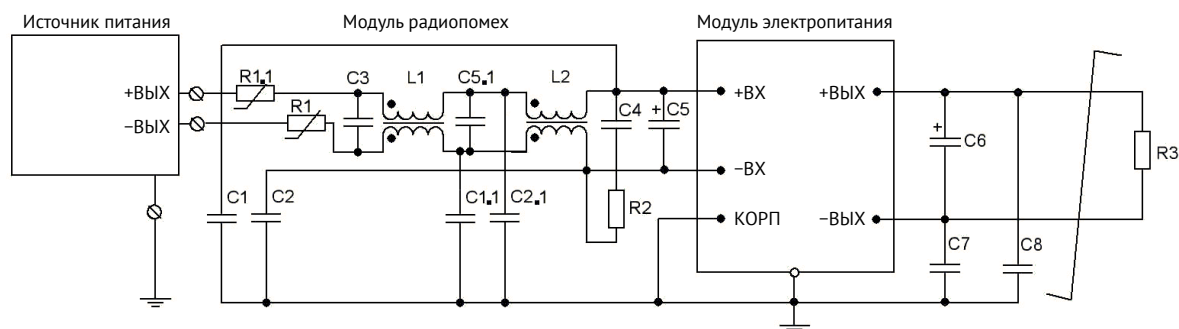 Источник питания
Модуль радиопомех
Модуль электропитания
+ВЫХ
−ВЫХ
R1.1
R1
C3
L1
C5.1
L2
C4
+
C5
+ВХ
−ВХ
КОРП
+ВЫХ
−ВЫХ
+
C6
R3
C1
C2
C1.1
C2.1
R2
C7
C8